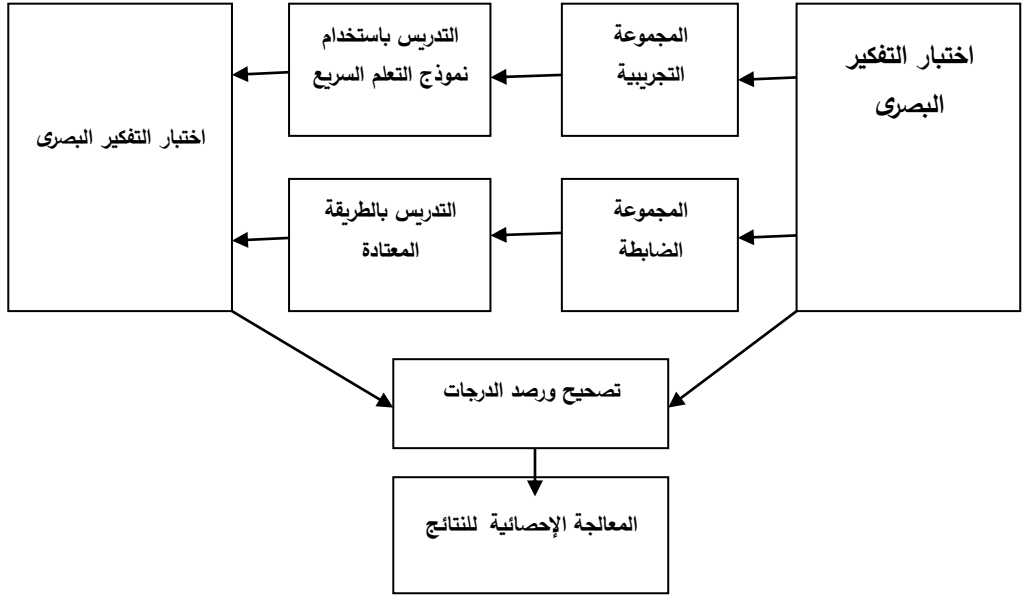 اختبار التفكير
البصرى
المجموعة
التجريبية
التدريس باستخدام
نموذج التعلم السريع
اختبار التفكير البصرى
المجموعة
الضابطة
التدريس بالطريقة
المعتادة
تصحيح ورصد الدرجات
المعالجة الإحصائية للنتائج